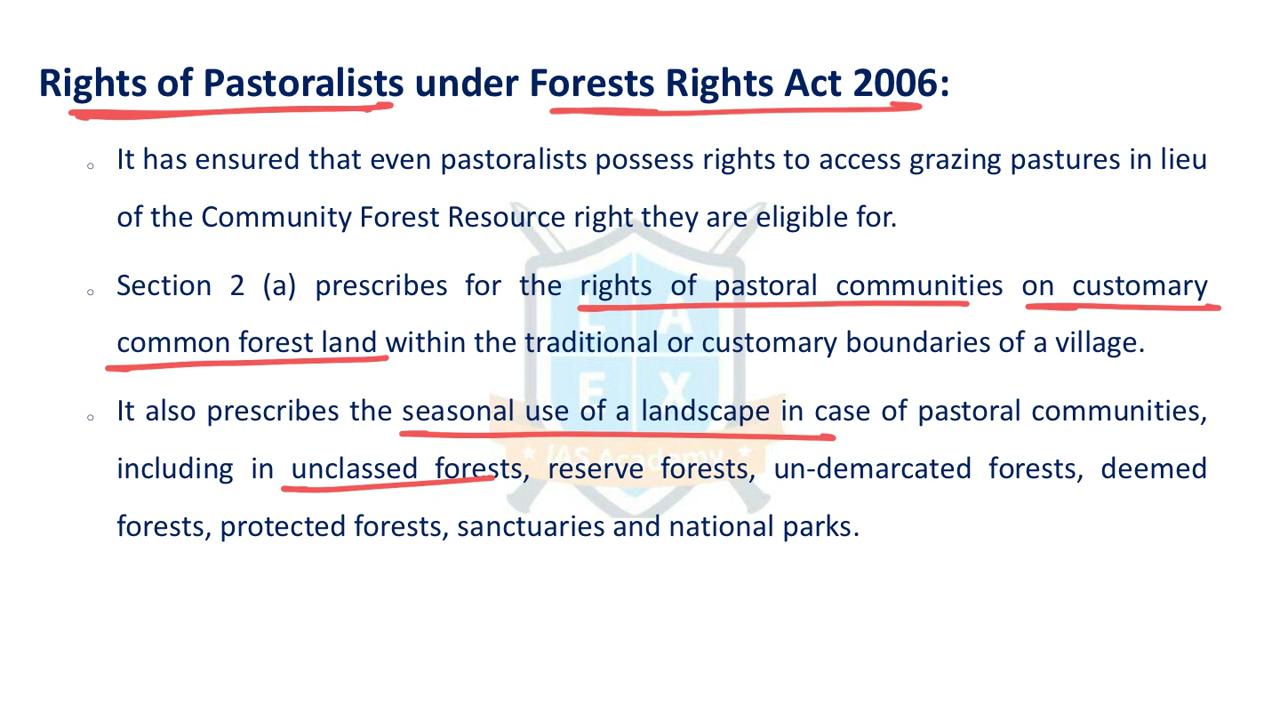 Rights of Pastoralists under Forests Rights Act 2006:
○ It has ensured that even pastoralists possess rights to access grazing pastures in lieu
of the Community Forest Resource right they are eligible for.
○ Section 2 (a) prescribes for the rights of pastoral communities on customary
common forest land within the traditional or customary boundaries of a village.
○ It also prescribes the seasonal use of a landscape in case of pastoral communities,
including in unclassed forests, reserve forests, un-demarcated forests, deemed
forests, protected forests, sanctuaries and national parks.
L A
E X
IAS Academy